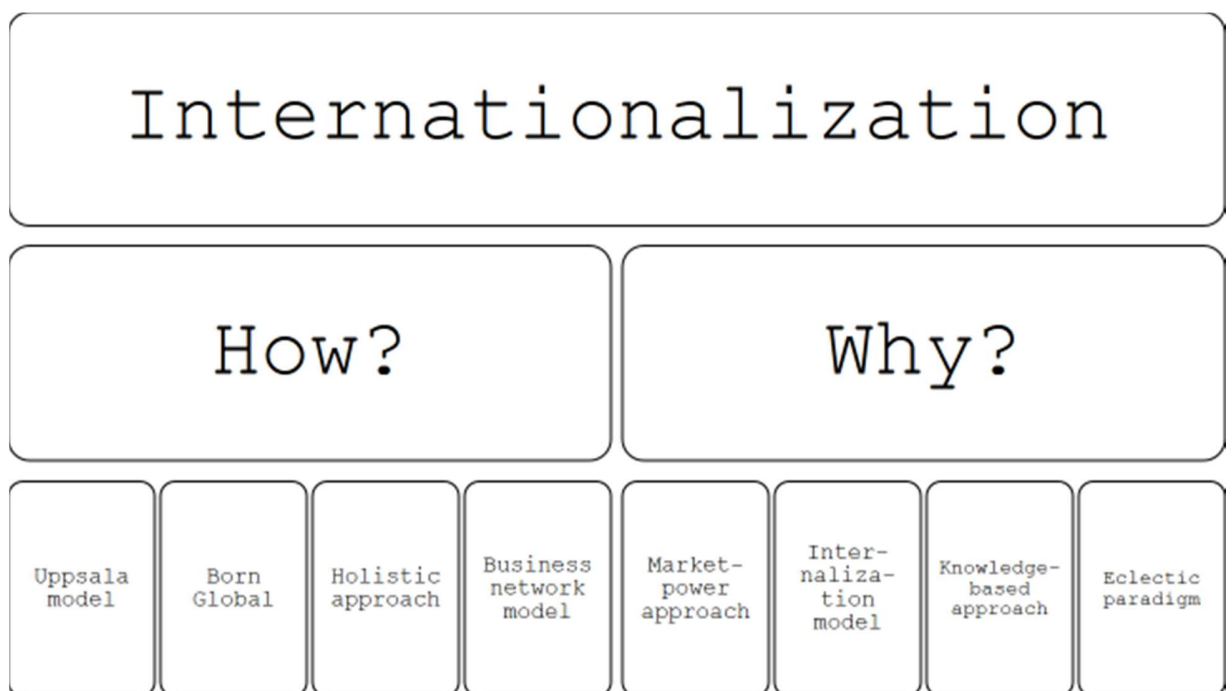 Internationalization
How?
Why?
Uppsala
model
Born
Global
Holistic
approach
Business
network
model
Market-
power
approach
Inter-
naliza-
tion
model
Knowledge-
based
approach
Eclectic
paradigm